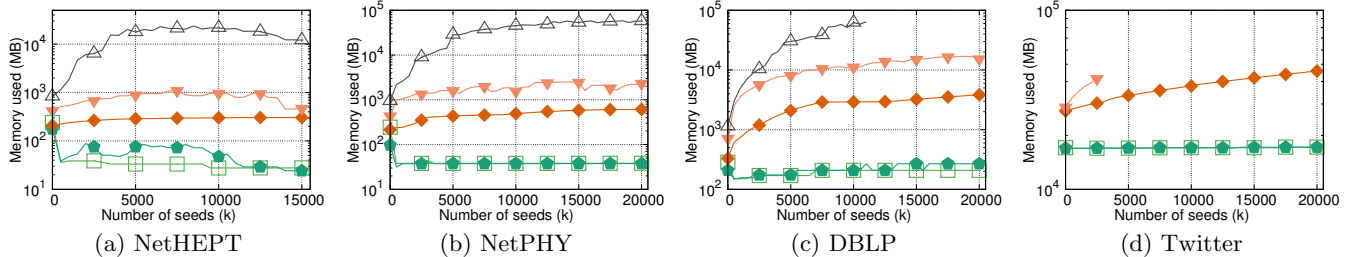 Memory used (MB)
10^4
10^3
10^2
10^1
0 5000 10000 15000
Number of seeds (k)
(a) NetHEPT
Memory used (MB)
10^5
10^4
10^3
10^2
10^1
0 5000 10000 15000 20000
Number of seeds (k)
(b) NetPHY
Memory used (MB)
10^5
10^4
10^3
10^2
0 5000 10000 15000 20000
Number of seeds (k)
(c) DBLP
Memory used (MB)
10^5
10^4
0 5000 10000 15000 20000
Number of seeds (k)
(d) Twitter